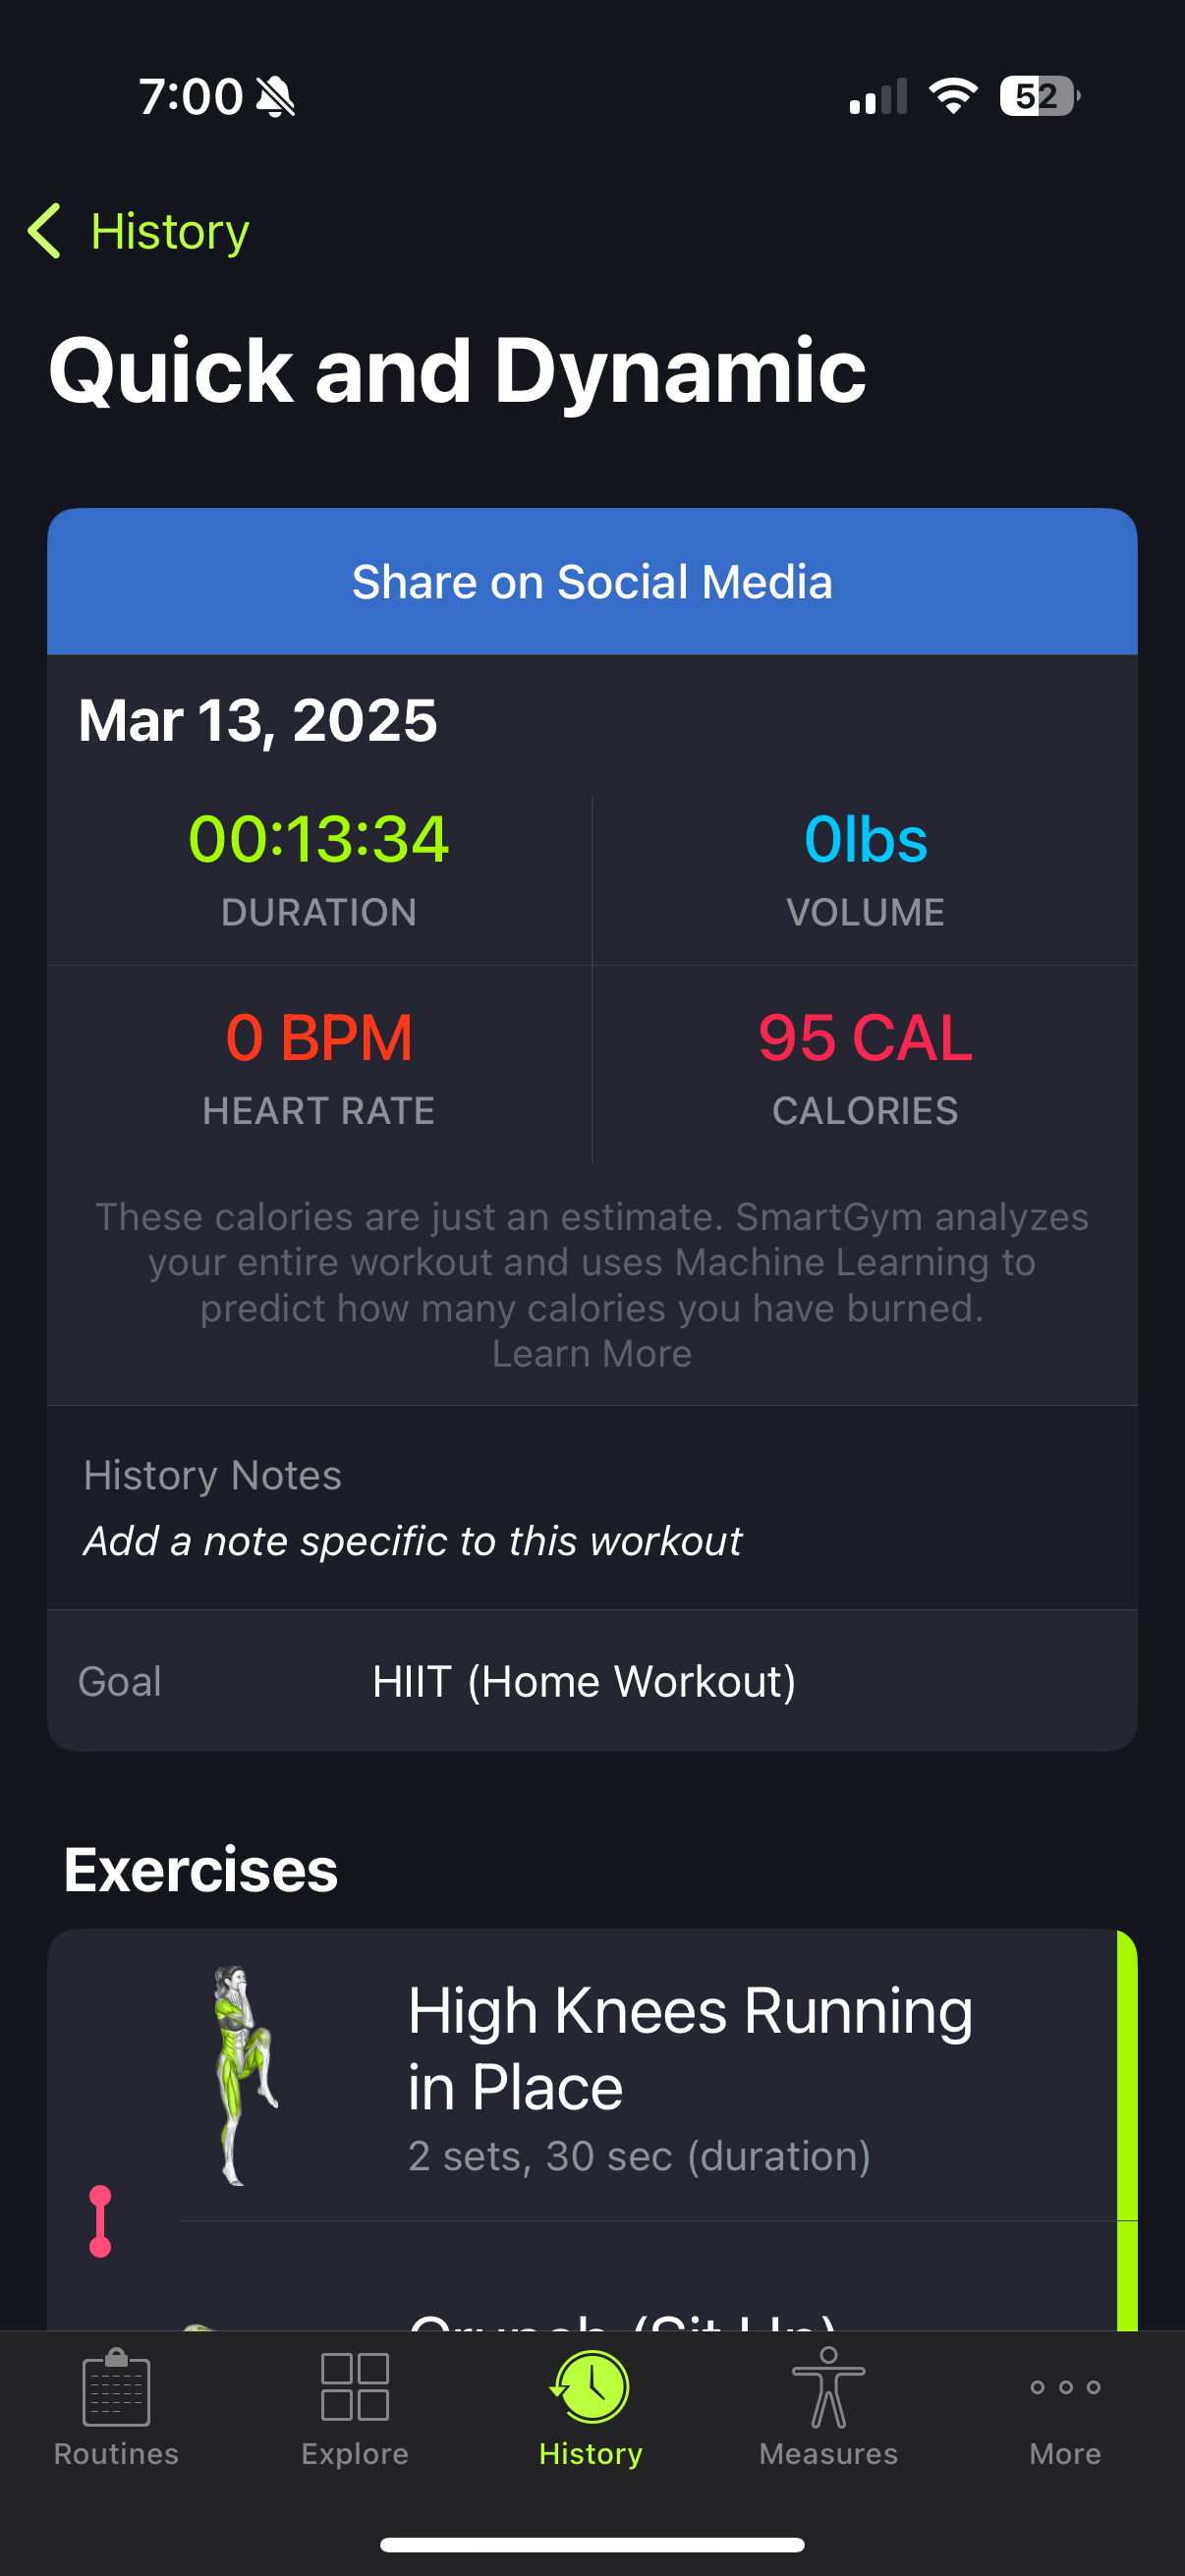 7:00
52
History
Quick and Dynamic
Share on Social Media
Mar 13, 2025
00:13:34
DURATION
0lbs
VOLUME
0 BPM
HEART RATE
95 CAL
CALORIES
These calories are just an estimate. SmartGym analyzes
your entire workout and uses Machine Learning to
predict how many calories you have burned.
Learn More
History Notes
Add a note specific to this workout
Goal
HIIT (Home Workout)
Exercises
High Knees Running
in Place
2 sets, 30 sec (duration)
Crunch (Sit Up)
Routines
Explore
History
Measures
More